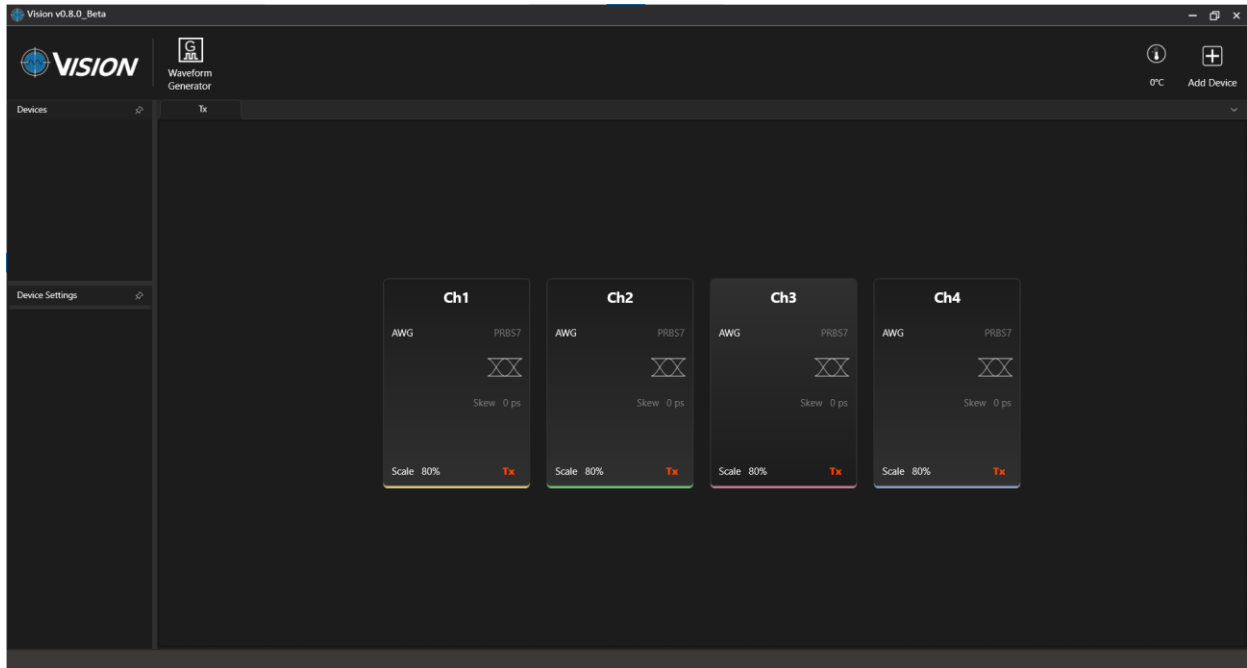 Vision v0.8.0_Beta
VISION
G
Waveform
Generator
0°C
Add Device
Devices
Tx
Device Settings
Ch1
Ch2
Ch3
Ch4
AWG PRBS7
AWG PRBS7
AWG PRBS7
AWG PRBS7
Skew 0 ps
Skew 0 ps
Skew 0 ps
Skew 0 ps
Scale 80% Tx
Scale 80% Tx
Scale 80% Tx
Scale 80% Tx